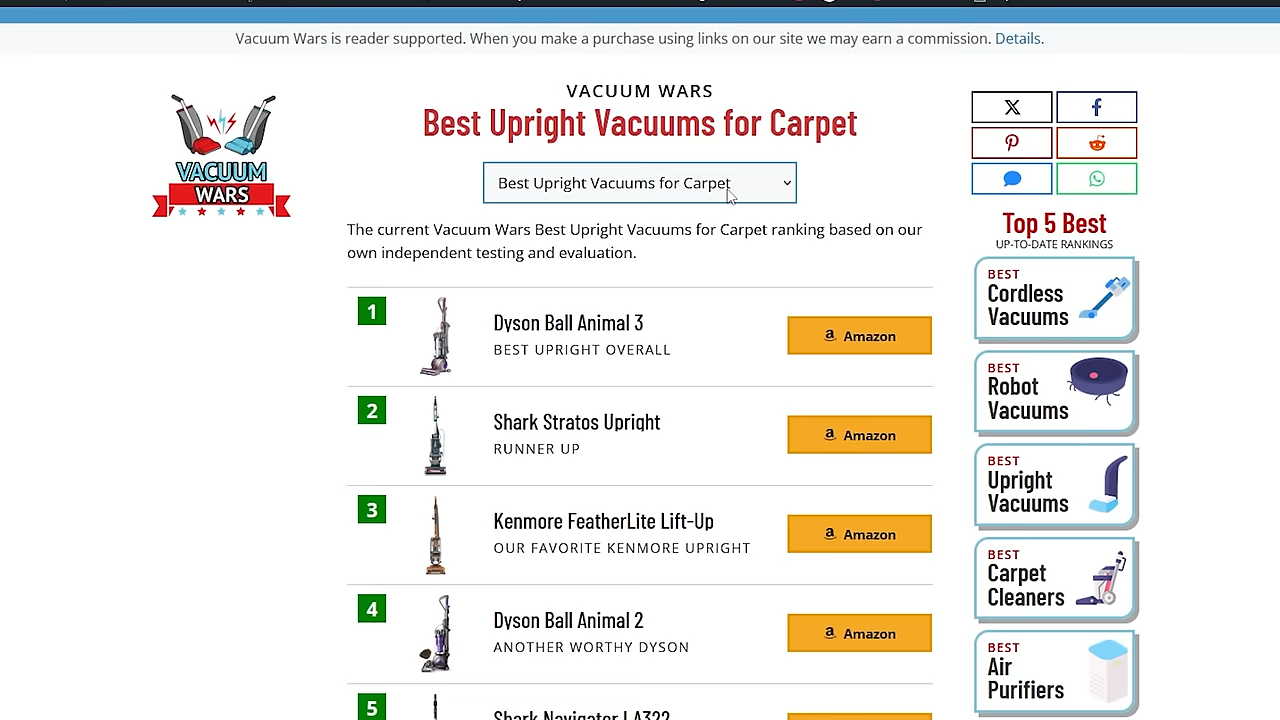 Vacuum Wars is reader supported. When you make a purchase using links on our site we may earn a commission. Details.
VACUUM
WARS
VACUUM WARS
Best Upright Vacuums for Carpet
Best Upright Vacuums for Carpet
The current Vacuum Wars Best Upright Vacuums for Carpet ranking based on our
own independent testing and evaluation.
1
Dyson Ball Animal 3
BEST UPRIGHT OVERALL
a Amazon
2
Shark Stratos Upright
RUNNER UP
a Amazon
3
Kenmore FeatherLite Lift-Up
OUR FAVORITE KENMORE UPRIGHT
a Amazon
4
Dyson Ball Animal 2
ANOTHER WORTHY DYSON
a Amazon
5
Shark Navigator LA322
Top 5 Best
UP-TO-DATE RANKINGS
BEST
Cordless
Vacuums
BEST
Robot
Vacuums
BEST
Upright
Vacuums
BEST
Carpet
Cleaners
BEST
Air
Purifiers